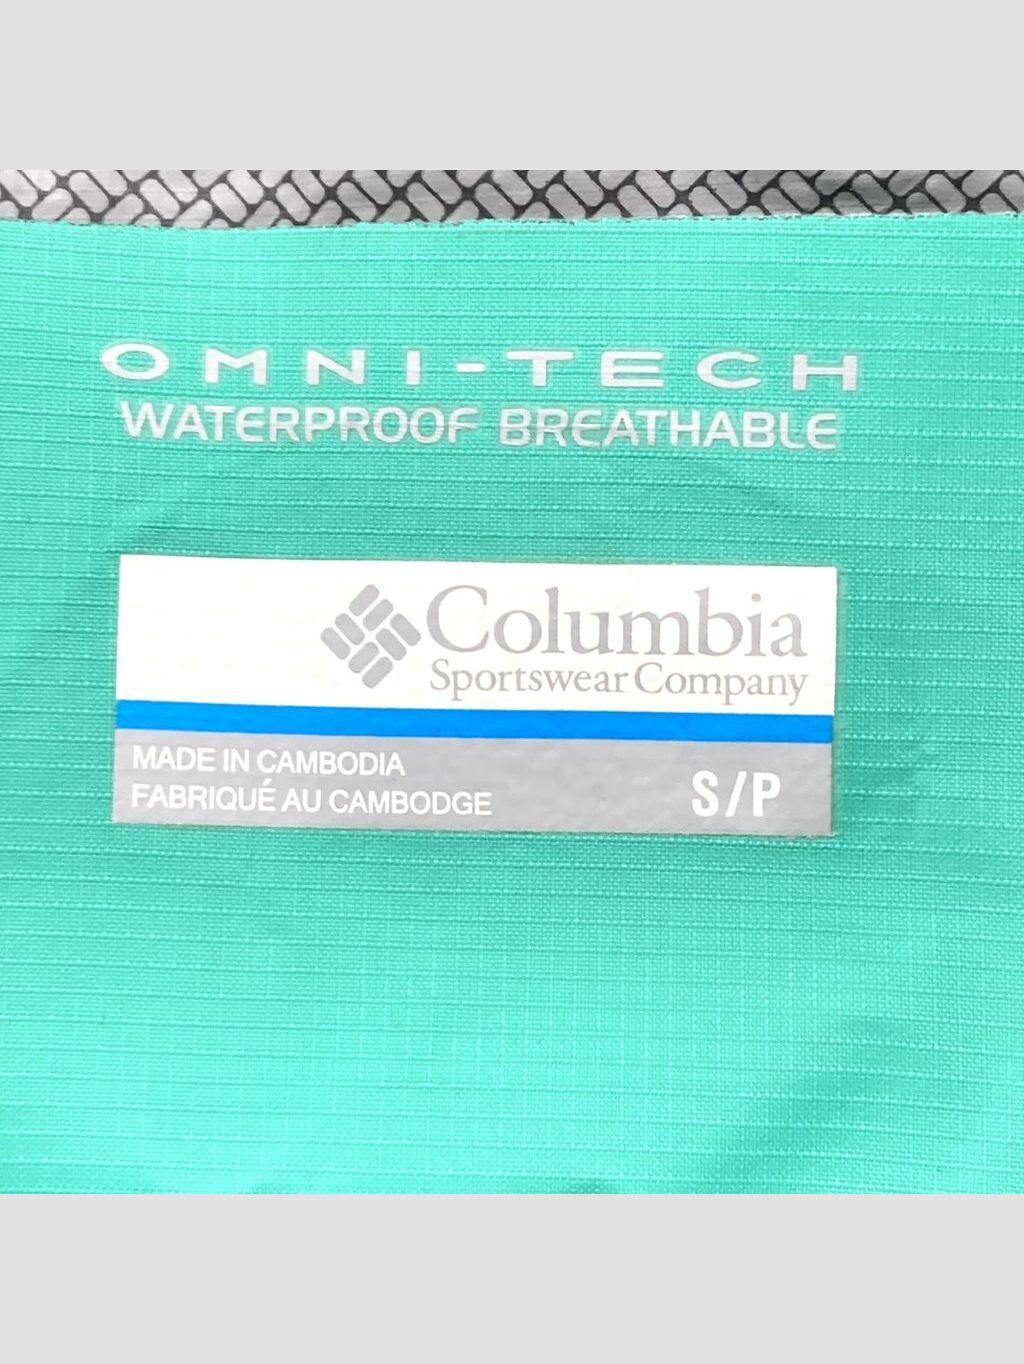 OMNI-TECH
WATERPROOF BREATHABLE
Columbia
Sportswear Company
MADE IN CAMBODIA
FABRIQUÉ AU CAMBODGE
S/P